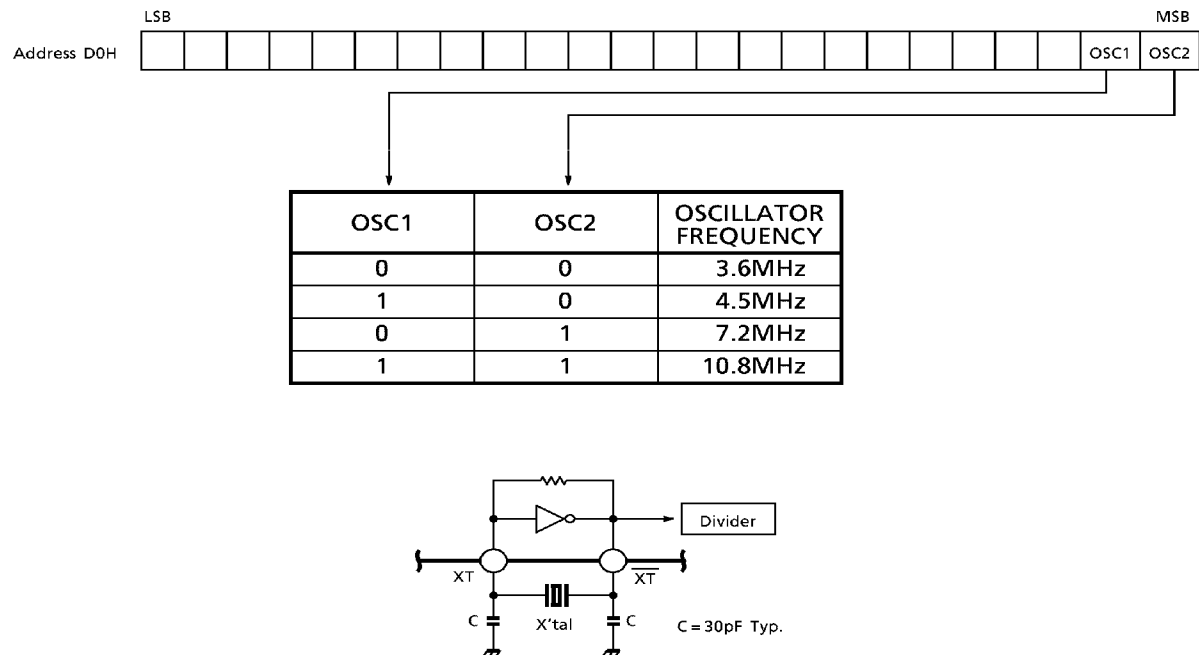 LSB MSB
Address D0H OSC1 OSC2
OSC1 OSC2 OSCILLATOR FREQUENCY
0 0 3.6MHz
1 0 4.5MHz
0 1 7.2MHz
1 1 10.8MHz
Divider
XT X̅T̅
C X'tal C C=30pF Typ.